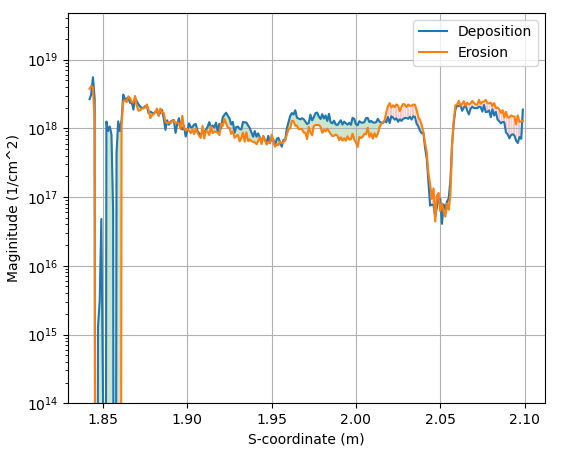 Deposition
Erosion
10^19
10^18
10^17
10^16
10^15
10^14
Maginitude (1/cm^2)
1.85 1.90 1.95 2.00 2.05 2.10
S-coordinate (m)